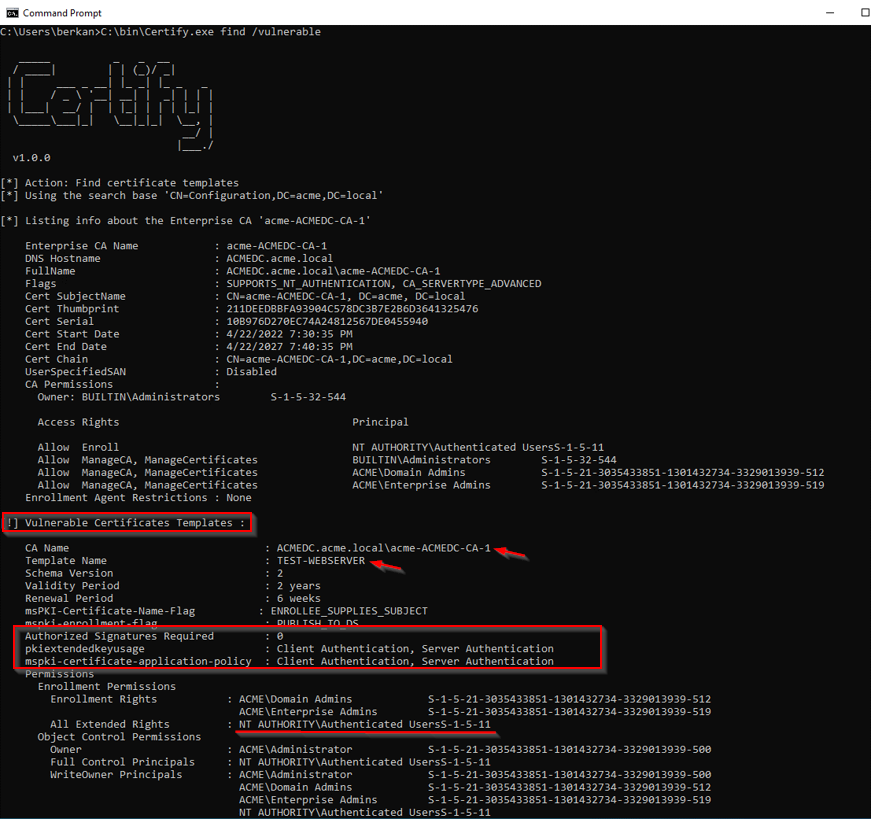 Command Prompt
C:\Users\berkan>C:\bin\Certify.exe find /vulnerable
Certify
v1.0.0
[*] Action: Find certificate templates
[*] Using the search base 'CN=Configuration,DC=acme,DC=local'
[*] Listing info about the Enterprise CA 'acme-ACMEDC-CA-1'
Enterprise CA Name : acme-ACMEDC-CA-1
DNS Hostname : ACMEDC.acme.local
FullName : ACMEDC.acme.local\acme-ACMEDC-CA-1
Flags : SUPPORTS_NT_AUTHENTICATION, CA_SERVERTYPE_ADVANCED
Cert SubjectName : CN=acme-ACMEDC-CA-1, DC=acme, DC=local
Cert Thumbprint : 211DEEDBBFA93904C578DC3B7E2B6D3641325476
Cert Serial : 10B976D270EC74A24812567DE0455940
Cert Start Date : 4/22/2022 7:30:35 PM
Cert End Date : 4/22/2027 7:40:35 PM
Cert Chain : CN=acme-ACMEDC-CA-1,DC=acme,DC=local
UserSpecifiedSAN : Disabled
CA Permissions :
Owner: BUILTIN\Administrators S-1-5-32-544
Access Rights Principal
Allow Enroll NT AUTHORITY\Authenticated UsersS-1-5-11
Allow ManageCA, ManageCertificates BUILTIN\Administrators S-1-5-32-544
Allow ManageCA, ManageCertificates ACME\Domain Admins S-1-5-21-3035433851-1301432734-3329013939-512
Allow ManageCA, ManageCertificates ACME\Enterprise Admins S-1-5-21-3035433851-1301432734-3329013939-519
Enrollment Agent Restrictions : None
!] Vulnerable Certificates Templates :
CA Name : ACMEDC.acme.local\acme-ACMEDC-CA-1
Template Name : TEST-WEBSERVER
Schema Version : 2
Validity Period : 2 years
Renewal Period : 6 weeks
msPKI-Certificate-Name-Flag : ENROLLEE_SUPPLIES_SUBJECT
mspki-enrollment-flag : PUBLISH_TO_DS
Authorized Signatures Required : 0
pkiextendedkeyusage : Client Authentication, Server Authentication
mspki-certificate-application-policy : Client Authentication, Server Authentication
Permissions
Enrollment Permissions
Enrollment Rights : ACME\Domain Admins S-1-5-21-3035433851-1301432734-3329013939-512
ACME\Enterprise Admins S-1-5-21-3035433851-1301432734-3329013939-519
All Extended Rights : NT AUTHORITY\Authenticated UsersS-1-5-11
Object Control Permissions
Owner : ACME\Administrator S-1-5-21-3035433851-1301432734-3329013939-500
Full Control Principals : NT AUTHORITY\Authenticated UsersS-1-5-11
WriteOwner Principals : ACME\Administrator S-1-5-21-3035433851-1301432734-3329013939-500
ACME\Domain Admins S-1-5-21-3035433851-1301432734-3329013939-512
ACME\Enterprise Admins S-1-5-21-3035433851-1301432734-3329013939-519
NT AUTHORITY\Authenticated UsersS-1-5-11